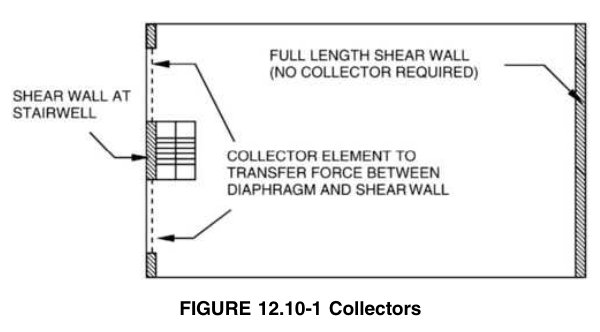 FULL LENGTH SHEAR WALL
(NO COLLECTOR REQUIRED)
SHEAR WALL AT
STAIRWELL
COLLECTOR ELEMENT TO
TRANSFER FORCE BETWEEN
DIAPHRAGM AND SHEAR WALL
FIGURE 12.10-1 Collectors